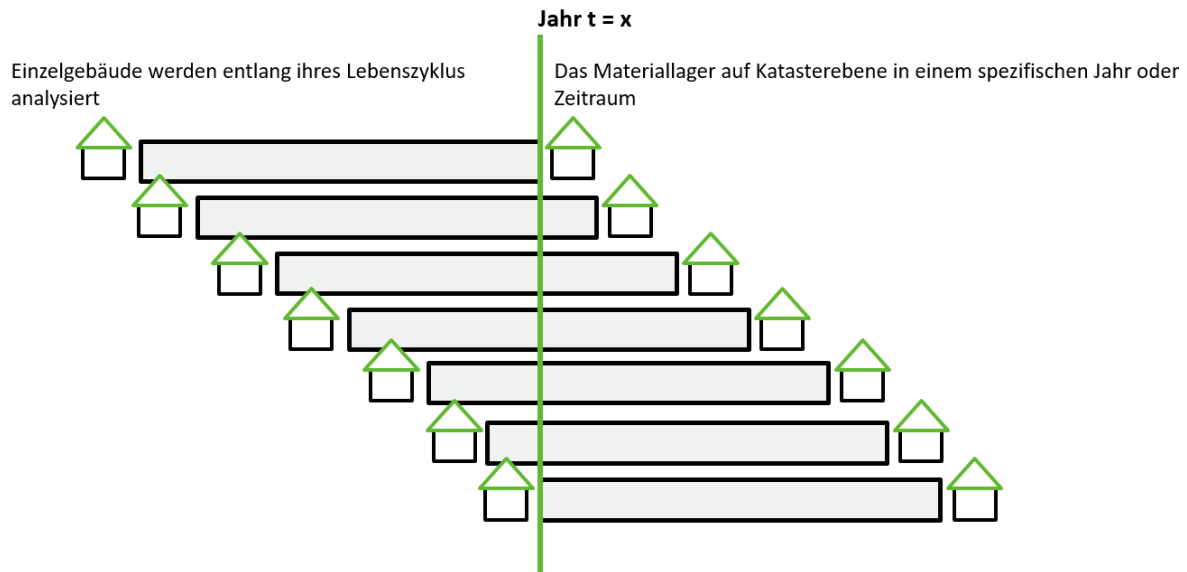 Jahr t = x
Einzelgebäude werden entlang ihres Lebenszyklus
analysiert
Das Materiallager auf Katasterebene in einem spezifischen Jahr oder
Zeitraum